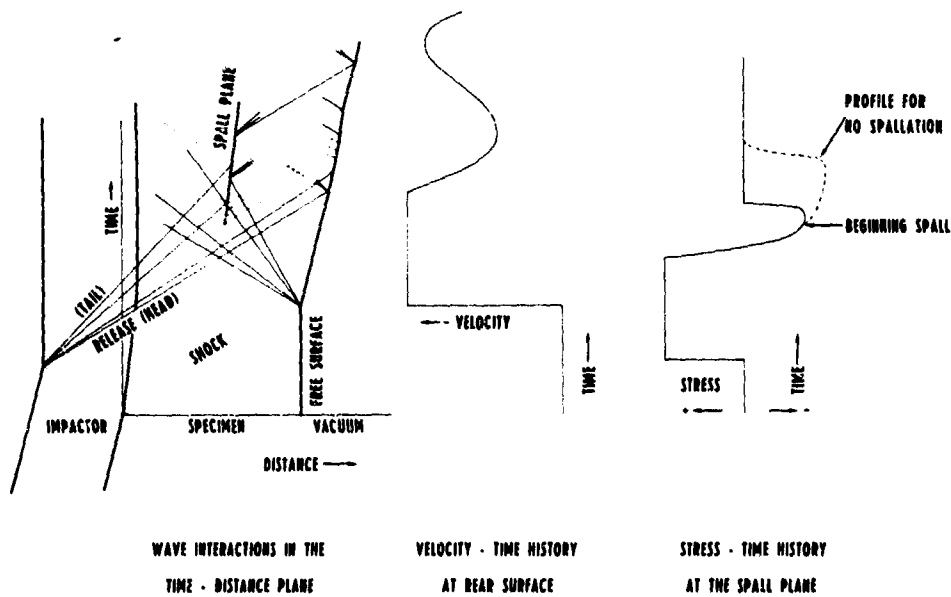 SPALL PLANE
TIME
(TAIL)
RELEASE (HEAD)
SHOCK
FREE SURFACE
IMPACTOR
SPECIMEN
VACUUM
DISTANCE
WAVE INTERACTIONS IN THE
TIME - DISTANCE PLANE
VELOCITY
TIME
VELOCITY - TIME HISTORY
AT REAR SURFACE
PROFILE FOR
NO SPALLATION
BEGINNING SPALL
STRESS
TIME
+ -
STRESS - TIME HISTORY
AT THE SPALL PLANE